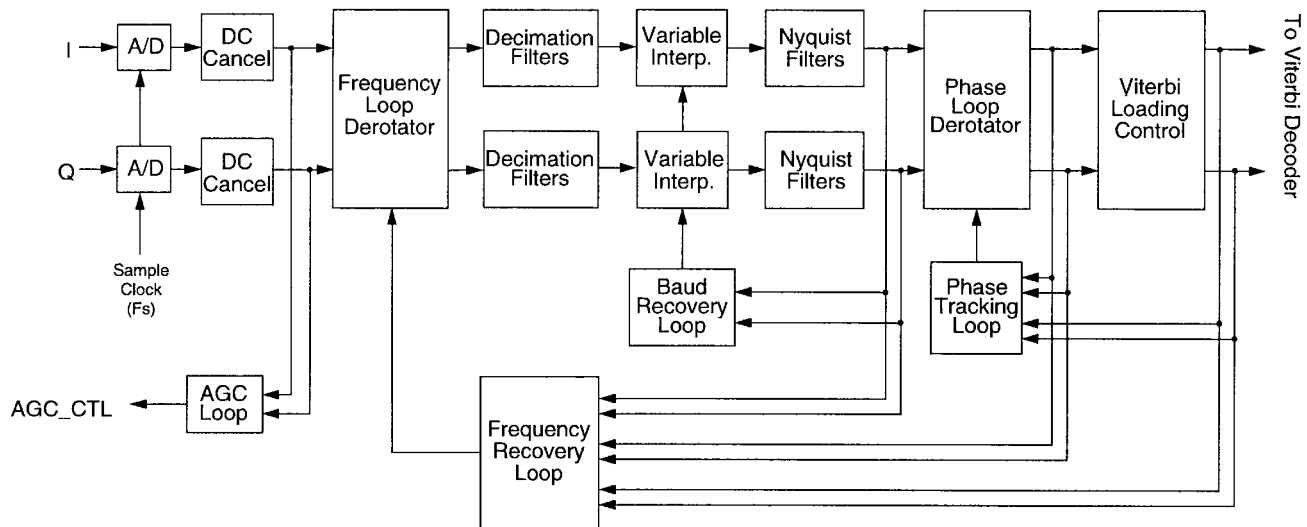 I
A/D
DC
Cancel
Frequency
Loop
Derotator
Decimation
Filters
Variable
Interp.
Nyquist
Filters
Phase
Loop
Derotator
Viterbi
Loading
Control
To Viterbi Decoder
Q
A/D
DC
Cancel
Decimation
Filters
Variable
Interp.
Nyquist
Filters
Sample
Clock
(Fs)
Baud
Recovery
Loop
Phase
Tracking
Loop
AGC_CTL
AGC
Loop
Frequency
Recovery
Loop